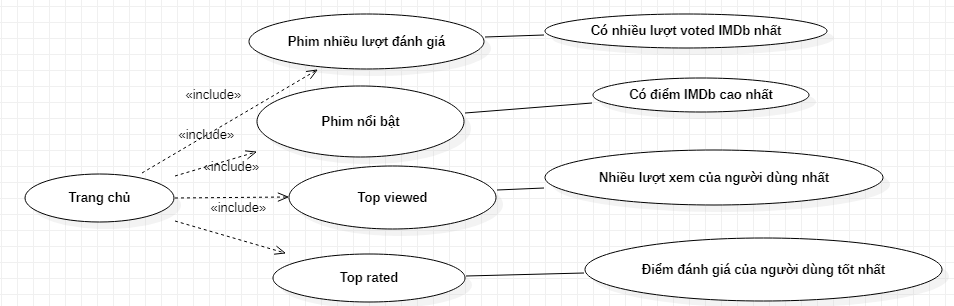 Phim nhiều lượt đánh giá
Có nhiều lượt voted IMDb nhất
«include»
Có điểm IMDb cao nhất
Phim nổi bật
«include»
«include»
Trang chủ
Top viewed
Nhiều lượt xem của người dùng nhất
«include»
Top rated
Điểm đánh giá của người dùng tốt nhất